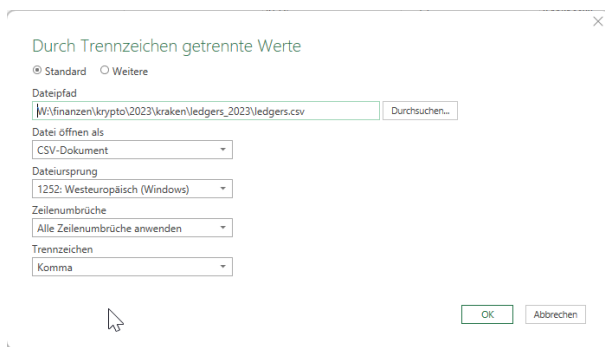 Durch Trennzeichen getrennte Werte
Standard Weitere
Dateipfad
W:\finanzen\krypto\2023\kraken\ledgers_2023\ledgers.csv Durchsuchen...
Datei öffnen als
CSV-Dokument
Dateiursprung
1252: Westeuropäisch (Windows)
Zeilenumbrüche
Alle Zeilenumbrüche anwenden
Trennzeichen
Komma
OK Abbrechen